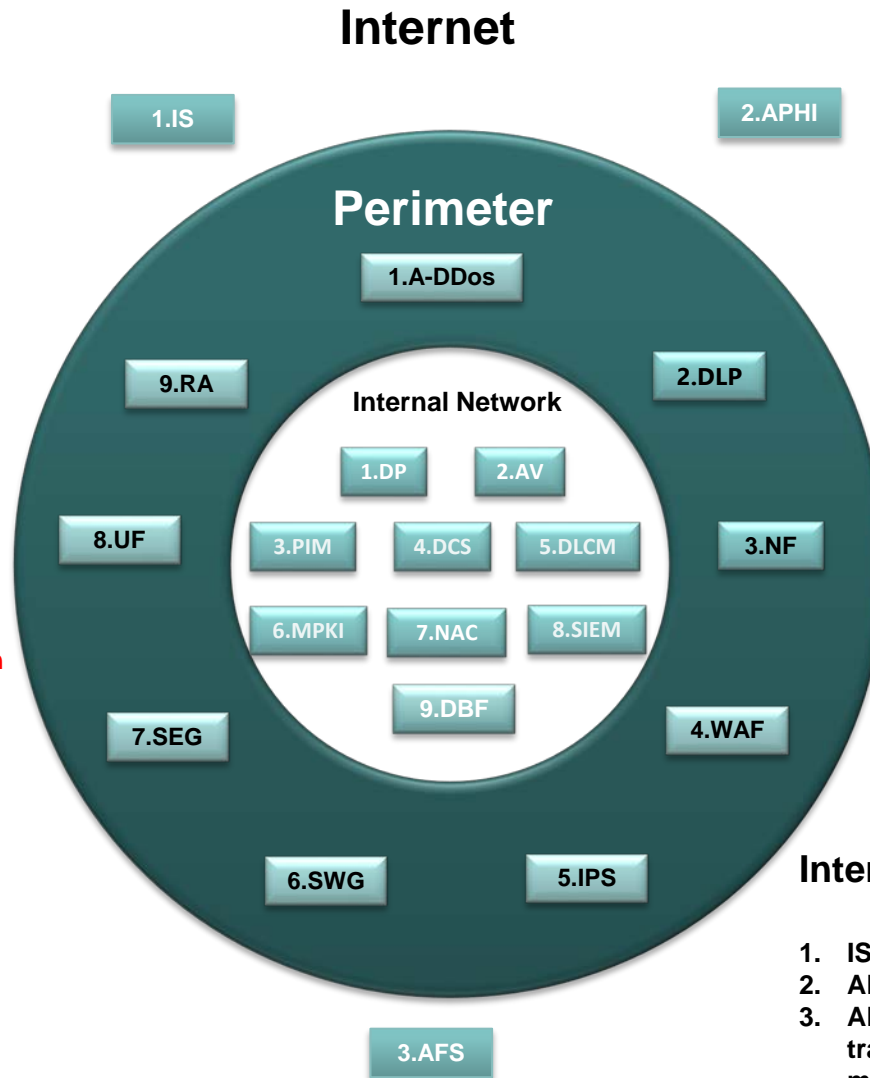 Internet
1.IS
2.APHI
Perimeter
1.A-DDos
9.RA
2.DLP
Internal Network
1.DP
2.AV
8.UF
3.PIM
4.DCS
5.DLCM
3.NF
6.MPKI
7.NAC
8.SIEM
9.DBF
7.SEG
4.WAF
6.SWG
5.IPS
1. IS
2.
3.
3.AFS